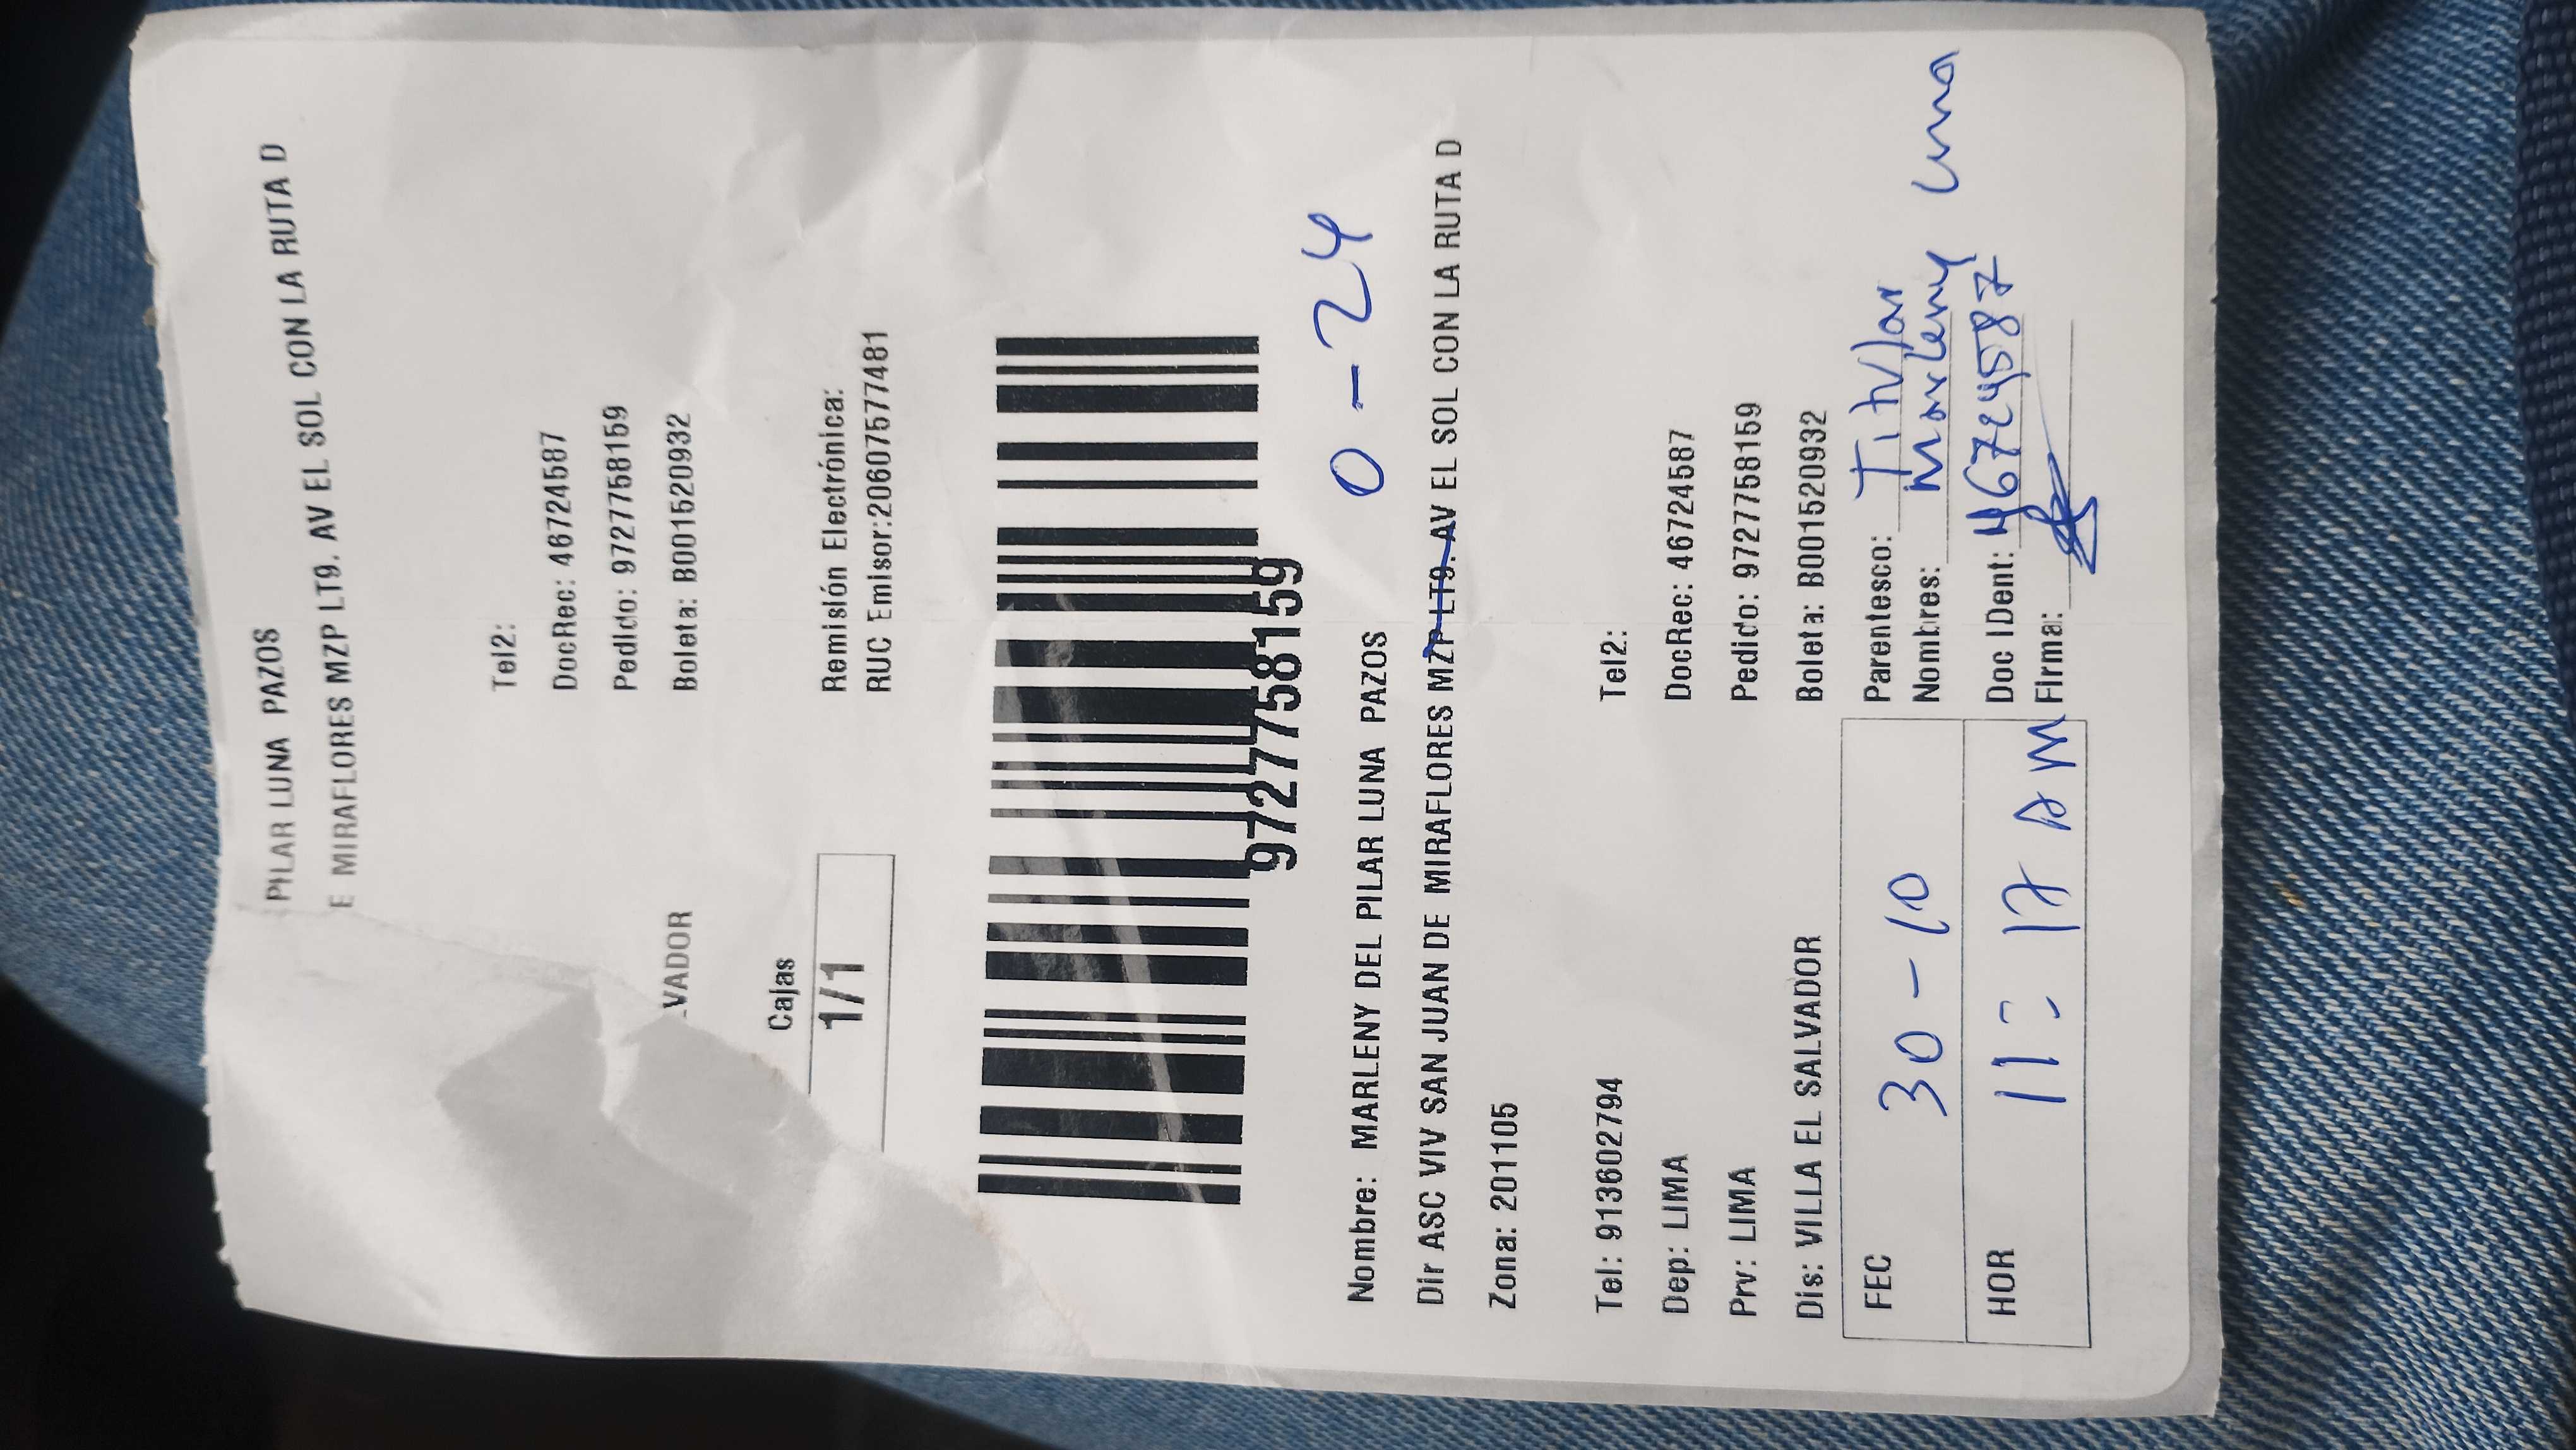 PILAR LUNA PAZOS
E MIRAFLORES MZP LT9. AV EL SOL CON LA RUTA D
Tel2:
DocRec: 46724587
Pedido: 97277758159
Boleta: B001520932
VADOR
Cajas
1/1
Remisión Electrónica:
RUC Emisor:20607577481
97277758159
0-24
Nombre: MARLENY DEL PILAR LUNA PAZOS
Dir ASC VIV SAN JUAN DE MIRAFLORES MZP LT9. AV EL SOL CON LA RUTA D
Zona: 201105
Tel: 913602794
Tel2:
Dep: LIMA
DocRec: 46724587
Prv: LIMA
Pedido: 97277758159
Dis: VILLA EL SALVADOR
Boleta: B001520932
FEC 30-10
Parentesco: Titular
Nombres: Marleny Luna
HOR 11:17 AM
Doc IDent: 46724587
Firma: